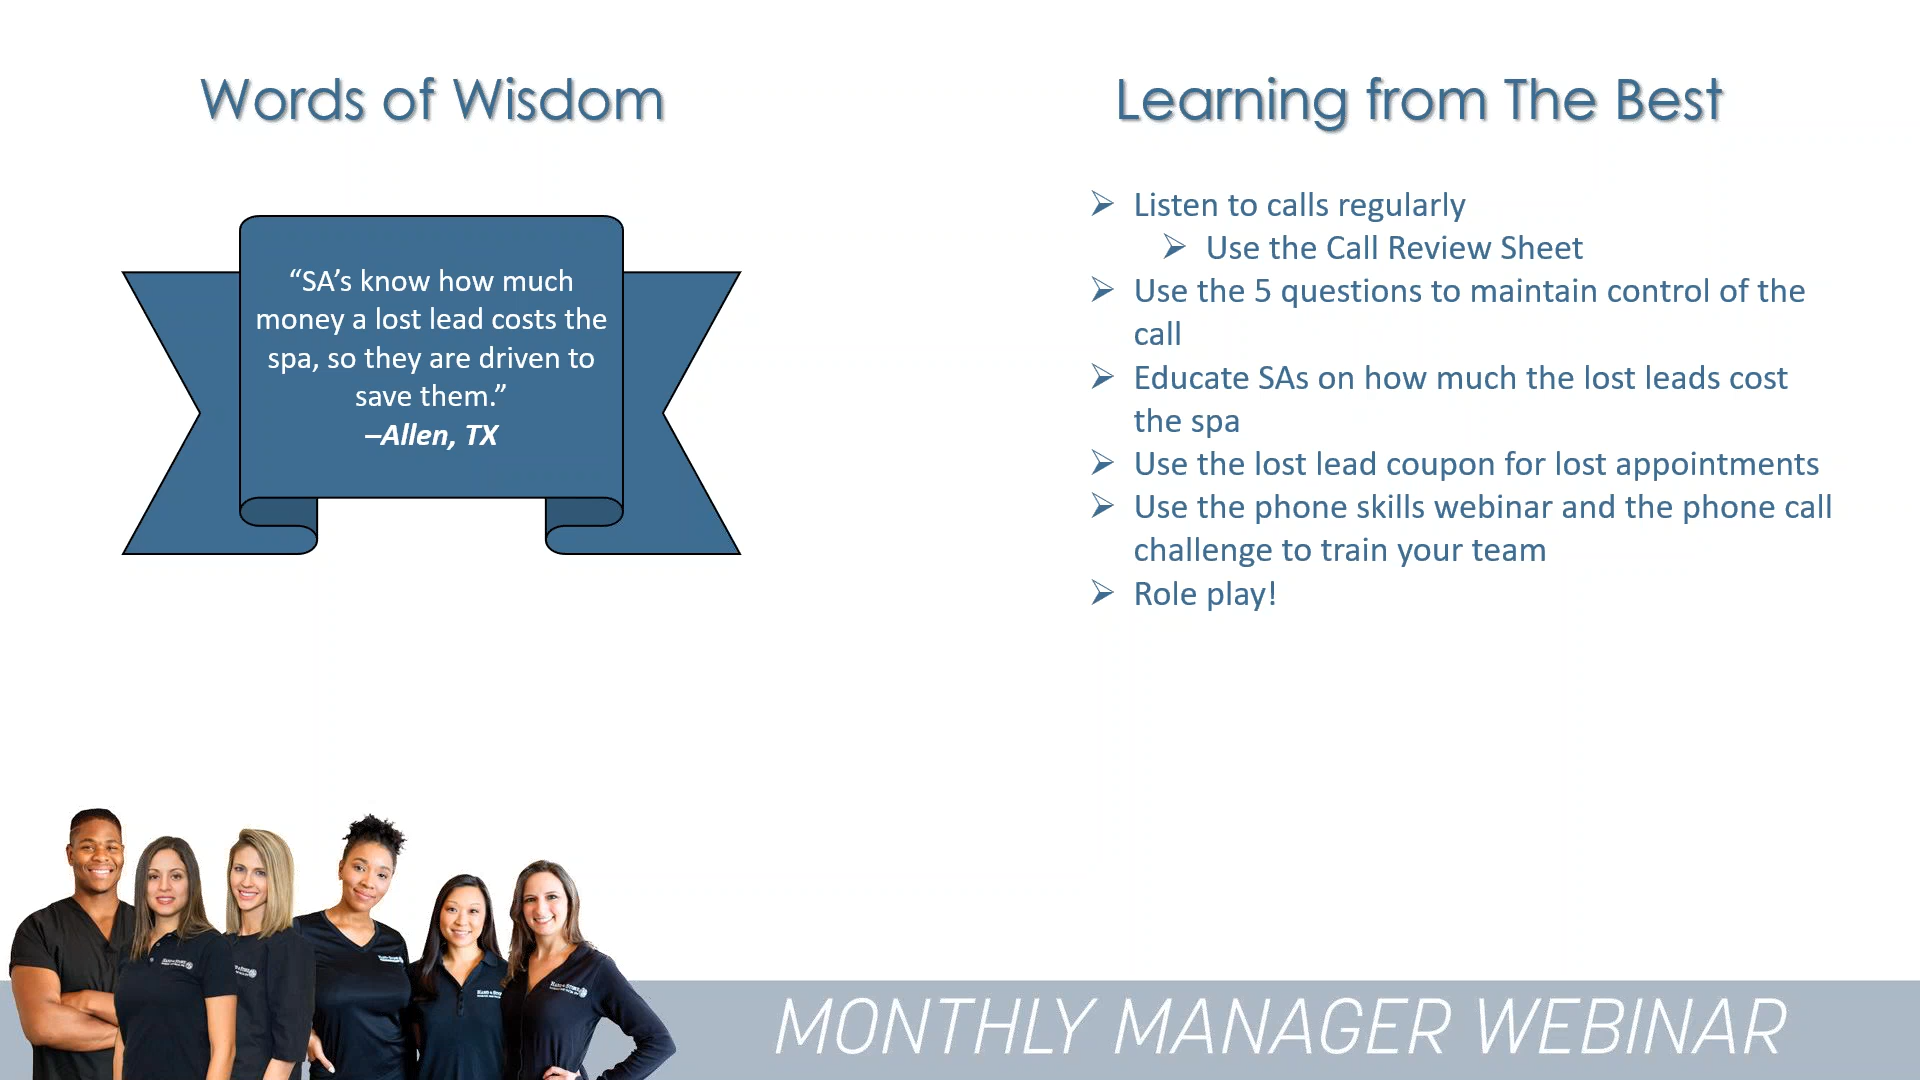 Words of Wisdom
“SA’s know how much
money a lost lead costs the
spa, so they are driven to
save them.”
–Allen, TX
Learning from The Best
Listen to calls regularly
Use the Call Review Sheet
Use the 5 questions to maintain control of the
call
Educate SAs on how much the lost leads cost
the spa
Use the lost lead coupon for lost appointments
Use the phone skills webinar and the phone call
challenge to train your team
Role play!
HAND & STONE
HAND & STONE
MONTHLY MANAGER WEBINAR